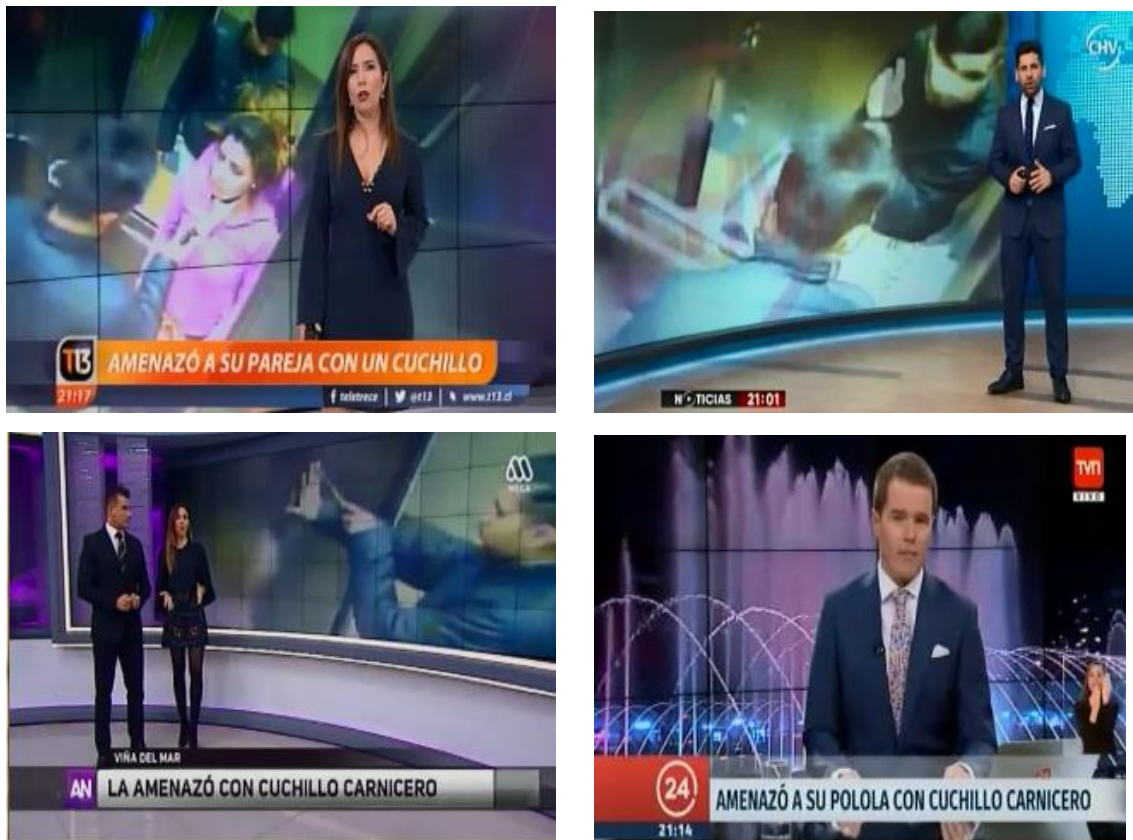 T13
AMENAZÓ A SU PAREJA CON UN CUCHILLO
21:17
teletrece
@t13
www.t13.cl
CHV
NOTICIAS 21:01
MEGA
VIÑA DEL MAR
AN
LA AMENAZÓ CON CUCHILLO CARNICERO
TVN
VIVO
24
AMENAZÓ A SU POLOLA CON CUCHILLO CARNICERO
21:14